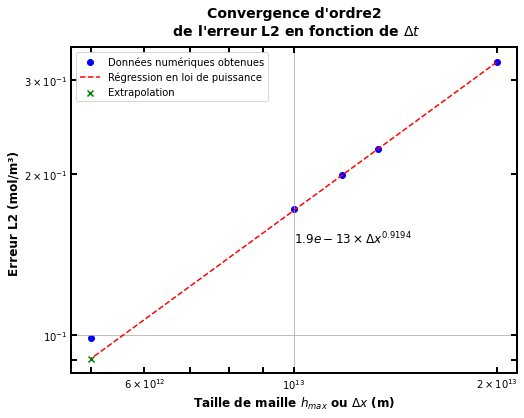 Convergence d'ordre2
de l'erreur L2 en fonction de Δt
Données numériques obtenues
Régression en loi de puissance
Extrapolation
3 × 10⁻¹
2 × 10⁻¹
10⁻¹
Erreur L2 (mol/m³)
1.9e − 13 × Δx^0.9194
6 × 10¹²
10¹³
2 × 10¹³
Taille de maille h_max ou Δx (m)